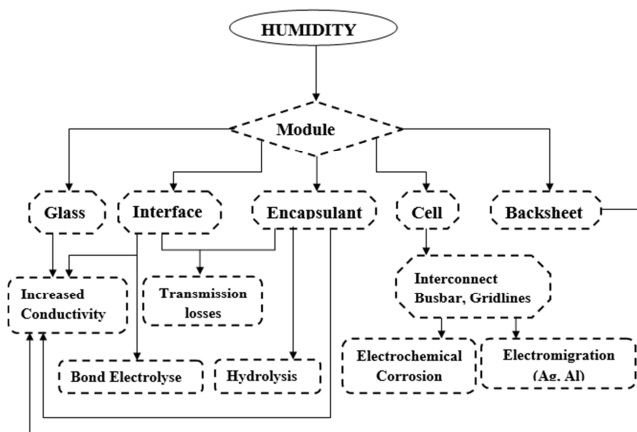 HUMIDITY
Module
Glass
Interface
Encapsulant
Cell
Backsheet
Increased
Conductivity
Transmission
losses
Interconnect
Busbar, Gridlines
Bond Electrolyse
Hydrolysis
Electrochemical
Corrosion
Electromigration
(Ag, Al)